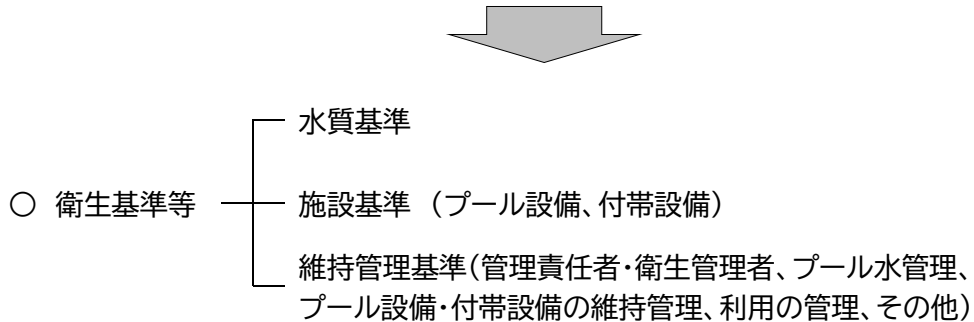 水質基準
○ 衛生基準等
施設基準 （プール設備、付帯設備）
維持管理基準（管理責任者・衛生管理者、プール水管理、
プール設備・付帯設備の維持管理、利用の管理、その他）